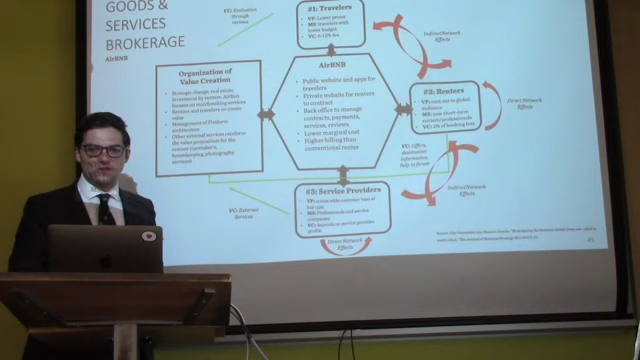 GOODS &
SERVICES
BROKERAGE
AIRBNB
VC: Evaluation
through
reviews
#1: Travelers
VP: Lower prices
MS: travelers with
lower budget
VC: 6-12% fee
Indirect Network
Effects
Organization of
Value Creation
• Strategic change, real estate
investment by renters. AirBnb
focuses on matchmaking services
• Renters and travelers co-create
value
• Management of Platform
architecture
• Other external services reinforce
the value proposition for the renters
housekeeping, photography services)
AirBNB
• Public website and apps for
travelers
• Private website for renters
to contract
• Back office to manage
contracts, payments,
services, reviews
• Lower marginal cost
• Higher billing than
conventional renter
#2: Renters
VP: rent out to global
audience
MS: non short-term
renters/professionals
VC: 3% of booking fees
Direct Network
Effects
VC: Offers,
destination
information,
help in forum
Indirect Network
Effects
#3: Service Providers
VP: access wide customer base at
low cost
MS: Professionals and service
companies
VC: depends on service provider
profile
VC: External
Services
Direct Network
Effects
45